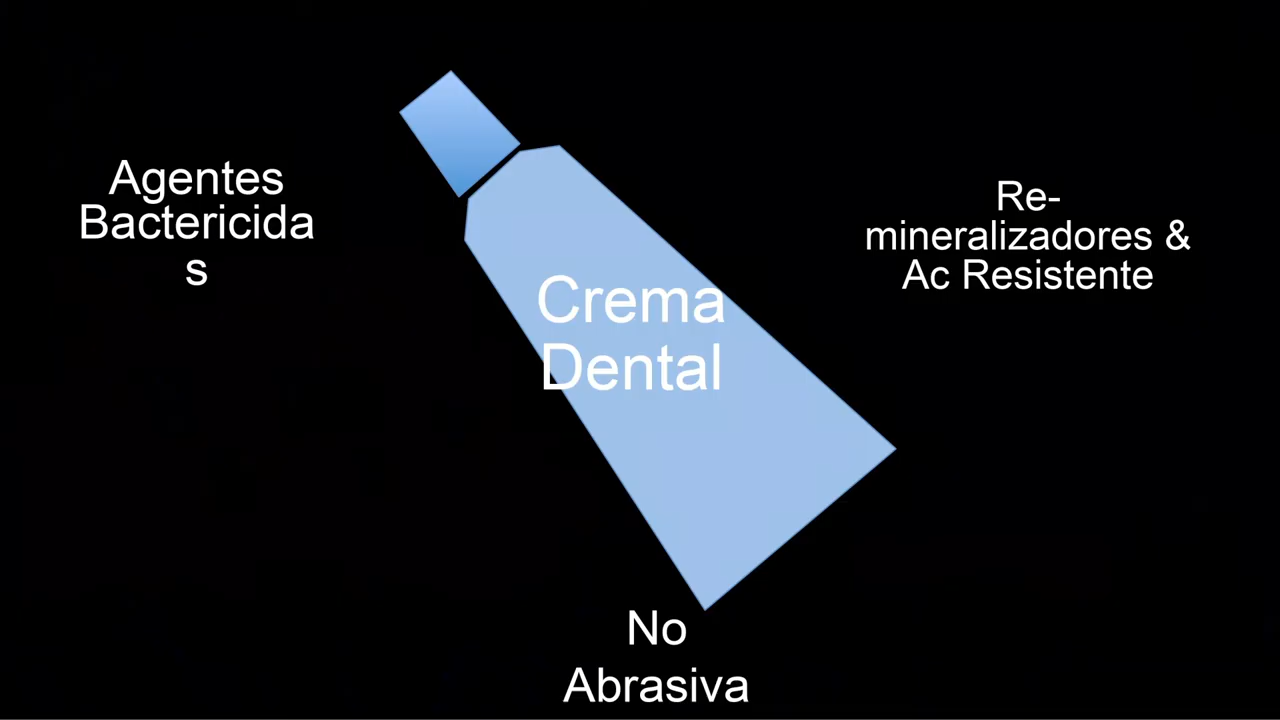 Agentes
Bactericida
s
Re-
mineralizadores &
Ac Resistente
Crema
Dental
No
Abrasiva